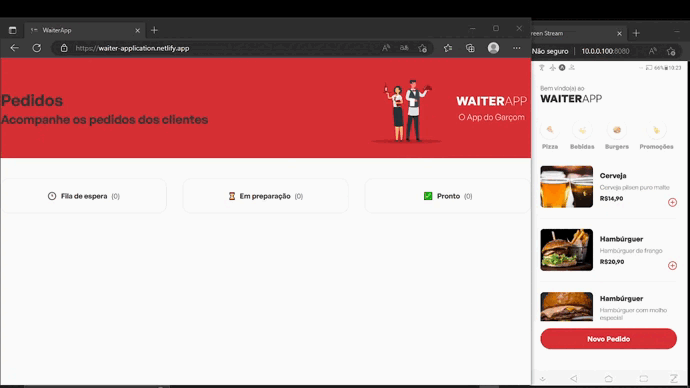 WaiterApp
https://waiter-application.netlify.app
Pedidos
Acompanhe os pedidos dos clientes
WAITERAPP
O App do Garçom
Fila de espera (0)
Em preparação (0)
Pronto (0)
reen Stream
Não seguro
10.0.0.100:8080
66% 10:23
Bem vindo(a) ao
WAITERAPP
Pizza
Bebidas
Burgers
Promoções
Cerveja
Cerveja pilsen puro malte
R$14,90
Hambúrguer
Hambúrguer de frango
R$20,90
Hambúrguer
Hambúrguer com molho
especial
Novo Pedido